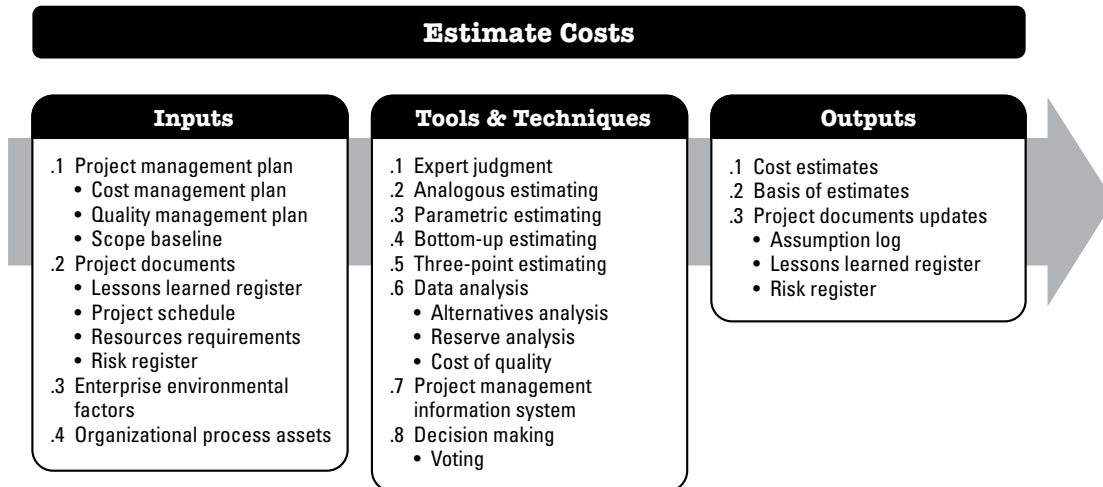 Estimate Costs
Inputs
.1 Project management plan
• Cost management plan
• Quality management plan
• Scope baseline
.2 Project documents
• Lessons learned register
• Project schedule
• Resources requirements
• Risk register
.3 Enterprise environmental
factors
.4 Organizational process assets
Tools & Techniques
.1 Expert judgment
.2 Analogous estimating
.3 Parametric estimating
.4 Bottom-up estimating
.5 Three-point estimating
.6 Data analysis
• Alternatives analysis
• Reserve analysis
• Cost of quality
.7 Project management
information system
.8 Decision making
• Voting
Outputs
.1 Cost estimates
.2 Basis of estimates
.3 Project documents updates
• Assumption log
• Lessons learned register
• Risk register